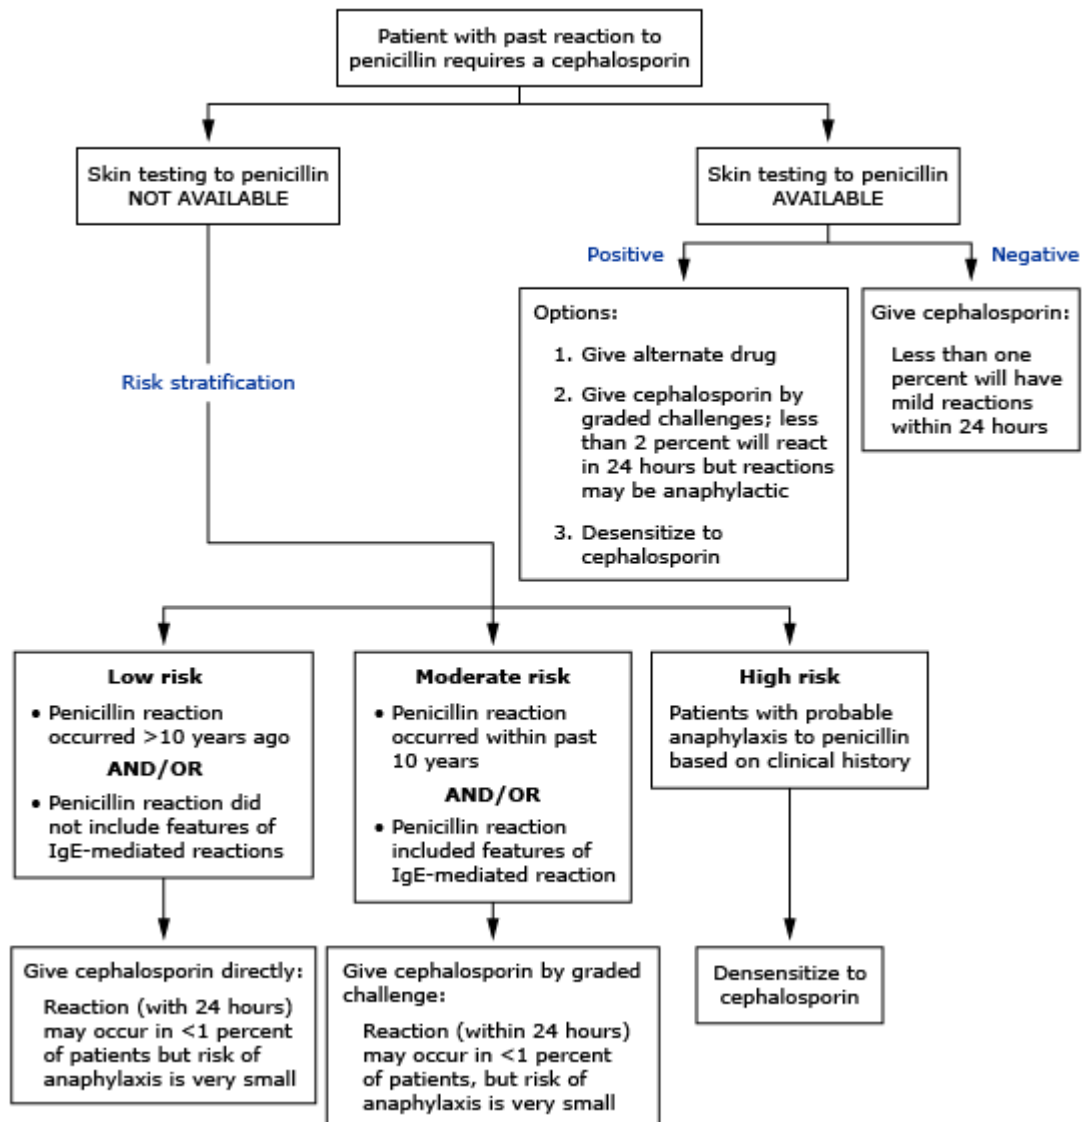 Patient with past reaction to
penicillin requires a cephalosporin
Skin testing to penicillin
NOT AVAILABLE
Skin testing to penicillin
AVAILABLE
Positive
Negative
Options:
1. Give alternate drug
2. Give cephalosporin by
graded challenges; less
than 2 percent will react
in 24 hours but reactions
may be anaphylactic
3. Desensitize to
cephalosporin
Give cephalosporin:
Less than one
percent will have
mild reactions
within 24 hours
Risk stratification
Low risk
• Penicillin reaction
occurred >10 years ago
AND/OR
• Penicillin reaction did
not include features of
IgE-mediated reactions
Moderate risk
• Penicillin reaction
occurred within past
10 years
AND/OR
• Penicillin reaction
included features of
IgE-mediated reaction
High risk
Patients with probable
anaphylaxis to penicillin
based on clinical history
Give cephalosporin directly:
Reaction (with 24 hours)
may occur in <1 percent
of patients but risk of
anaphylaxis is very small
Give cephalosporin by graded
challenge:
Reaction (within 24 hours)
may occur in <1 percent
of patients, but risk of
anaphylaxis is very small
Densensitize to
cephalosporin